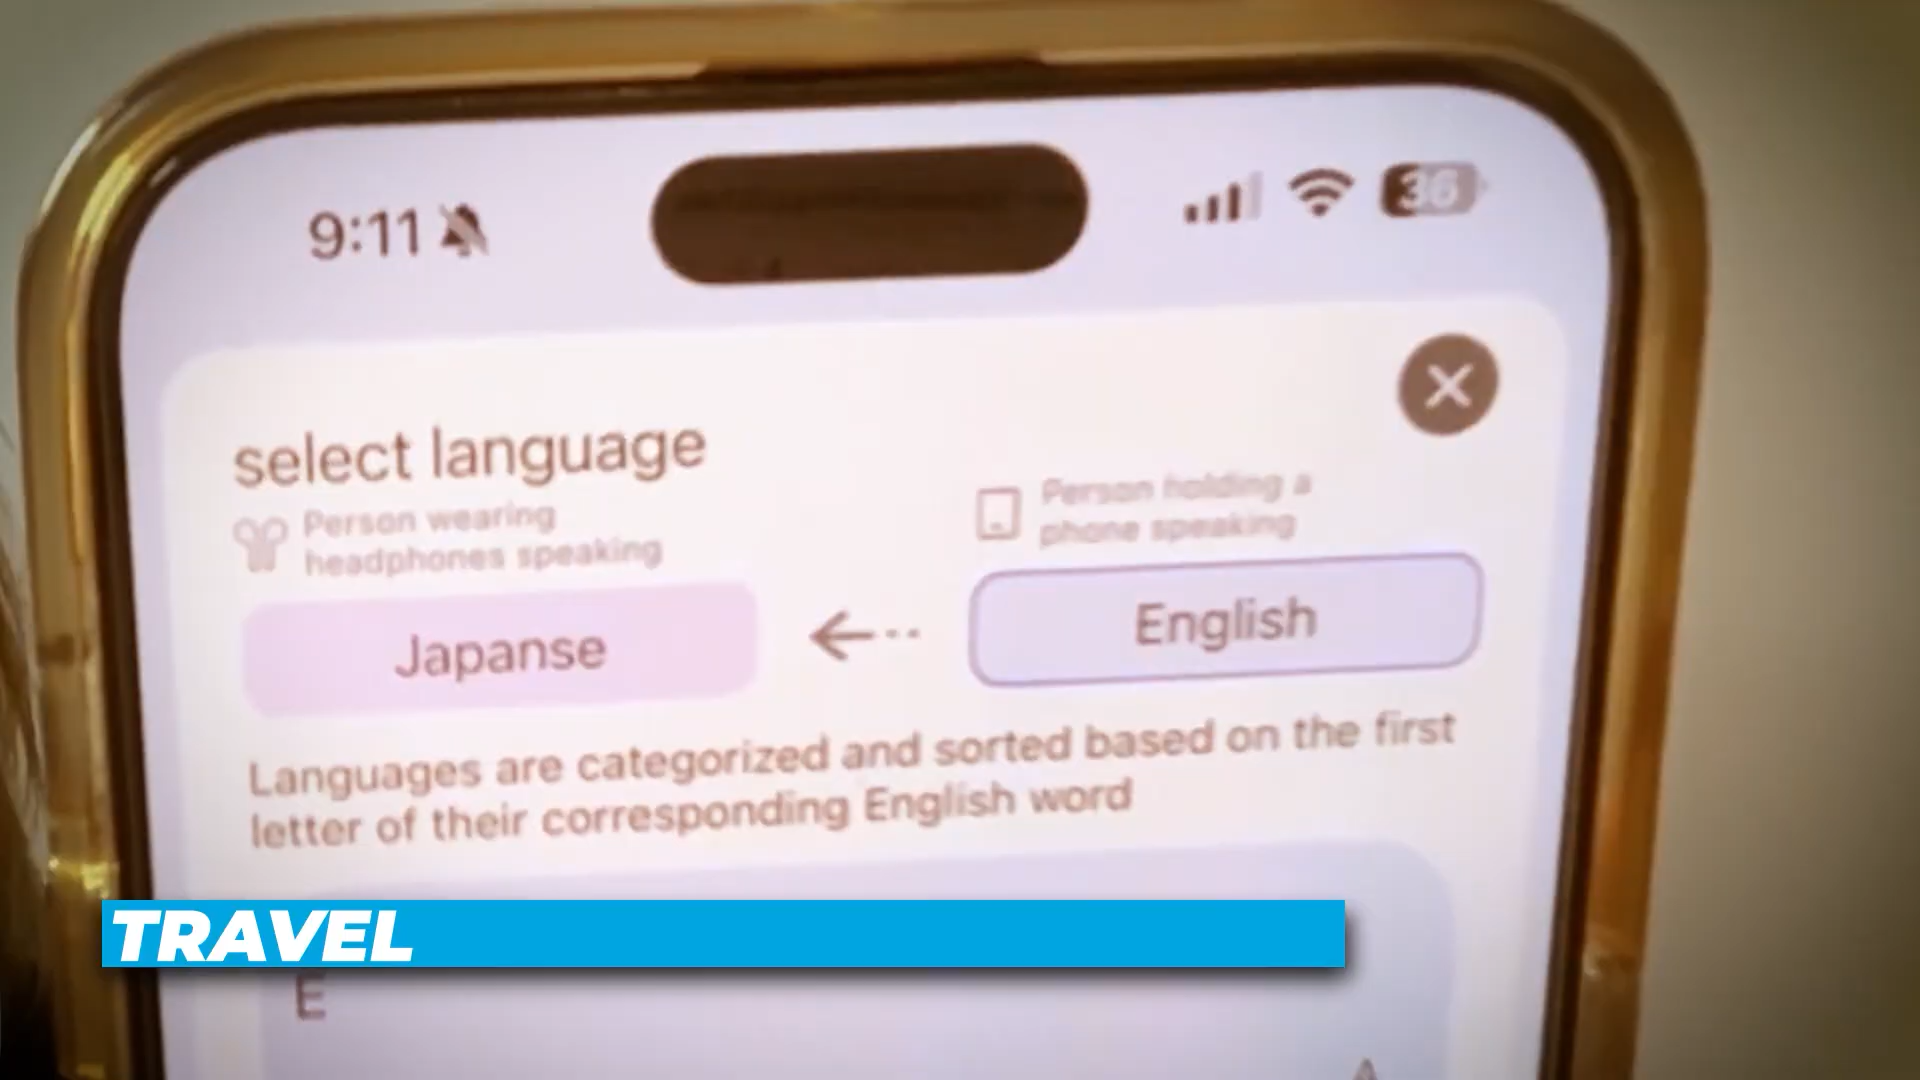 9:11
36
select language
Person wearing
headphones speaking
Person holding a
phone speaking
Japanse
English
Languages are categorized and sorted based on the first
letter of their corresponding English word
TRAVEL
E
A